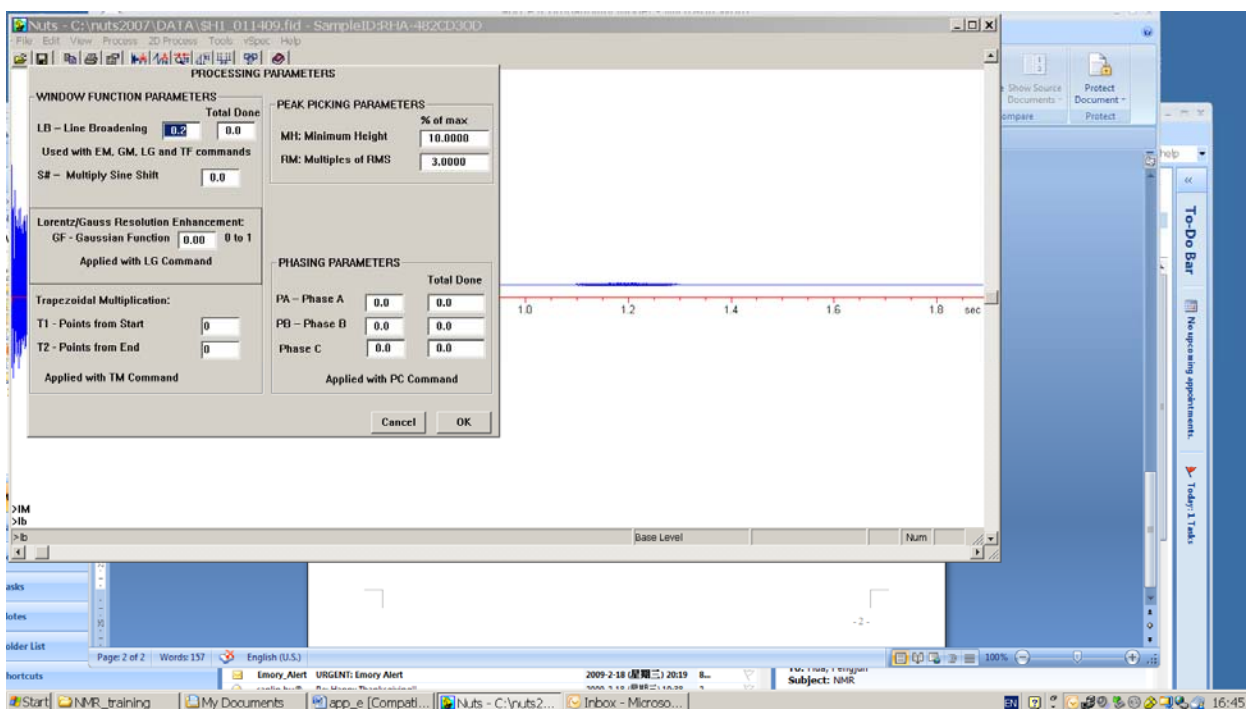 Nuts - C:\nuts2007\DATA\$H1_011409.fid - SampleID:RHA-482CD3OD
File Edit View Process 2D Process Tools vSpec Help
PROCESSING PARAMETERS
WINDOW FUNCTION PARAMETERS
Total Done
LB – Line Broadening 0.2 0.0
Used with EM, GM, LG and TF commands
S# – Multiply Sine Shift 0.0
Lorentz/Gauss Resolution Enhancement:
GF - Gaussian Function 0.00 0 to 1
Applied with LG Command
Trapezoidal Multiplication:
T1 - Points from Start 0
T2 - Points from End 0
Applied with TM Command
PEAK PICKING PARAMETERS
% of max
MH: Minimum Height 10.0000
RM: Multiples of RMS 3.0000
PHASING PARAMETERS
Total Done
PA – Phase A 0.0 0.0
PB – Phase B 0.0 0.0
Phase C 0.0 0.0
Applied with PC Command
Cancel OK
1.0 1.2 1.4 1.6 1.8 sec
>IM
>lb
>lb Base Level Num
Show Source
Documents
Protect
Document
Protect
help
To-Do Bar
No upcoming appointments.
Today: 1 Tasks
- 2 -
Page: 2 of 2 Words: 157 English (U.S.) 100%
Emory_Alert URGENT: Emory Alert 2009-2-18 (星期三) 20:19 8...
Subject: NMR
Start NMR_training My Documents app_e [Compati... Nuts - C:\nuts2... Inbox - Microso... EN 16:45